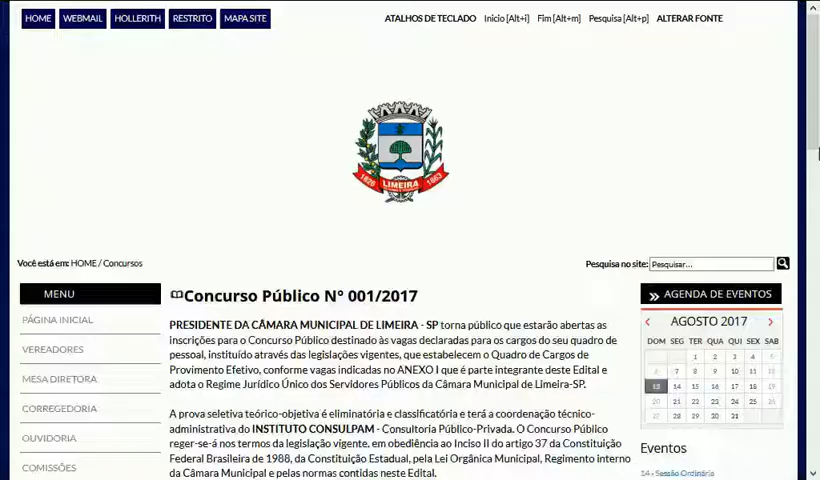 HOME WEBMAIL HOLLERITH RESTRITO MAPA SITE
ATALHOS DE TECLADO Inicio [Alt+i] Fim [Alt+m] Pesquisa [Alt+p] ALTERAR FONTE
1826 LIMEIRA 1863
Você está em: HOME / Concursos
Pesquisa no site: Pesquisar...
MENU
PÁGINA INICIAL
VEREADORES
MESA DIRETORA
CORREGEDORIA
OUVIDORIA
COMISSÕES
Concurso Público Nº 001/2017
PRESIDENTE DA CÂMARA MUNICIPAL DE LIMEIRA - SP torna público que estarão abertas as
inscrições para o Concurso Público destinado às vagas declaradas para os cargos do seu quadro de
pessoal, instituído através das legislações vigentes, que estabelecem o Quadro de Cargos de
Provimento Efetivo, conforme vagas indicadas no ANEXO I que é parte integrante deste Edital e
adota o Regime Jurídico Único dos Servidores Públicos da Câmara Municipal de Limeira-SP.
A prova seletiva teórico-objetiva é eliminatória e classificatória e terá a coordenação técnico-
administrativa do INSTITUTO CONSULPAM - Consultoria Público-Privada. O Concurso Público
reger-se-á nos termos da legislação vigente, em obediência ao Inciso II do artigo 37 da Constituição
Federal Brasileira de 1988, da Constituição Estadual, pela Lei Orgânica Municipal, Regimento interno
da Câmara Municipal e pelas normas contidas neste Edital.
AGENDA DE EVENTOS
AGOSTO 2017
DOM SEG TER QUA QUI SEX SAB
1 2 3 4 5
6 7 8 9 10 11 12
13 14 15 16 17 18 19
20 21 22 23 24 25 26
27 28 29 30 31
Eventos
14 - Sessão Ordinária